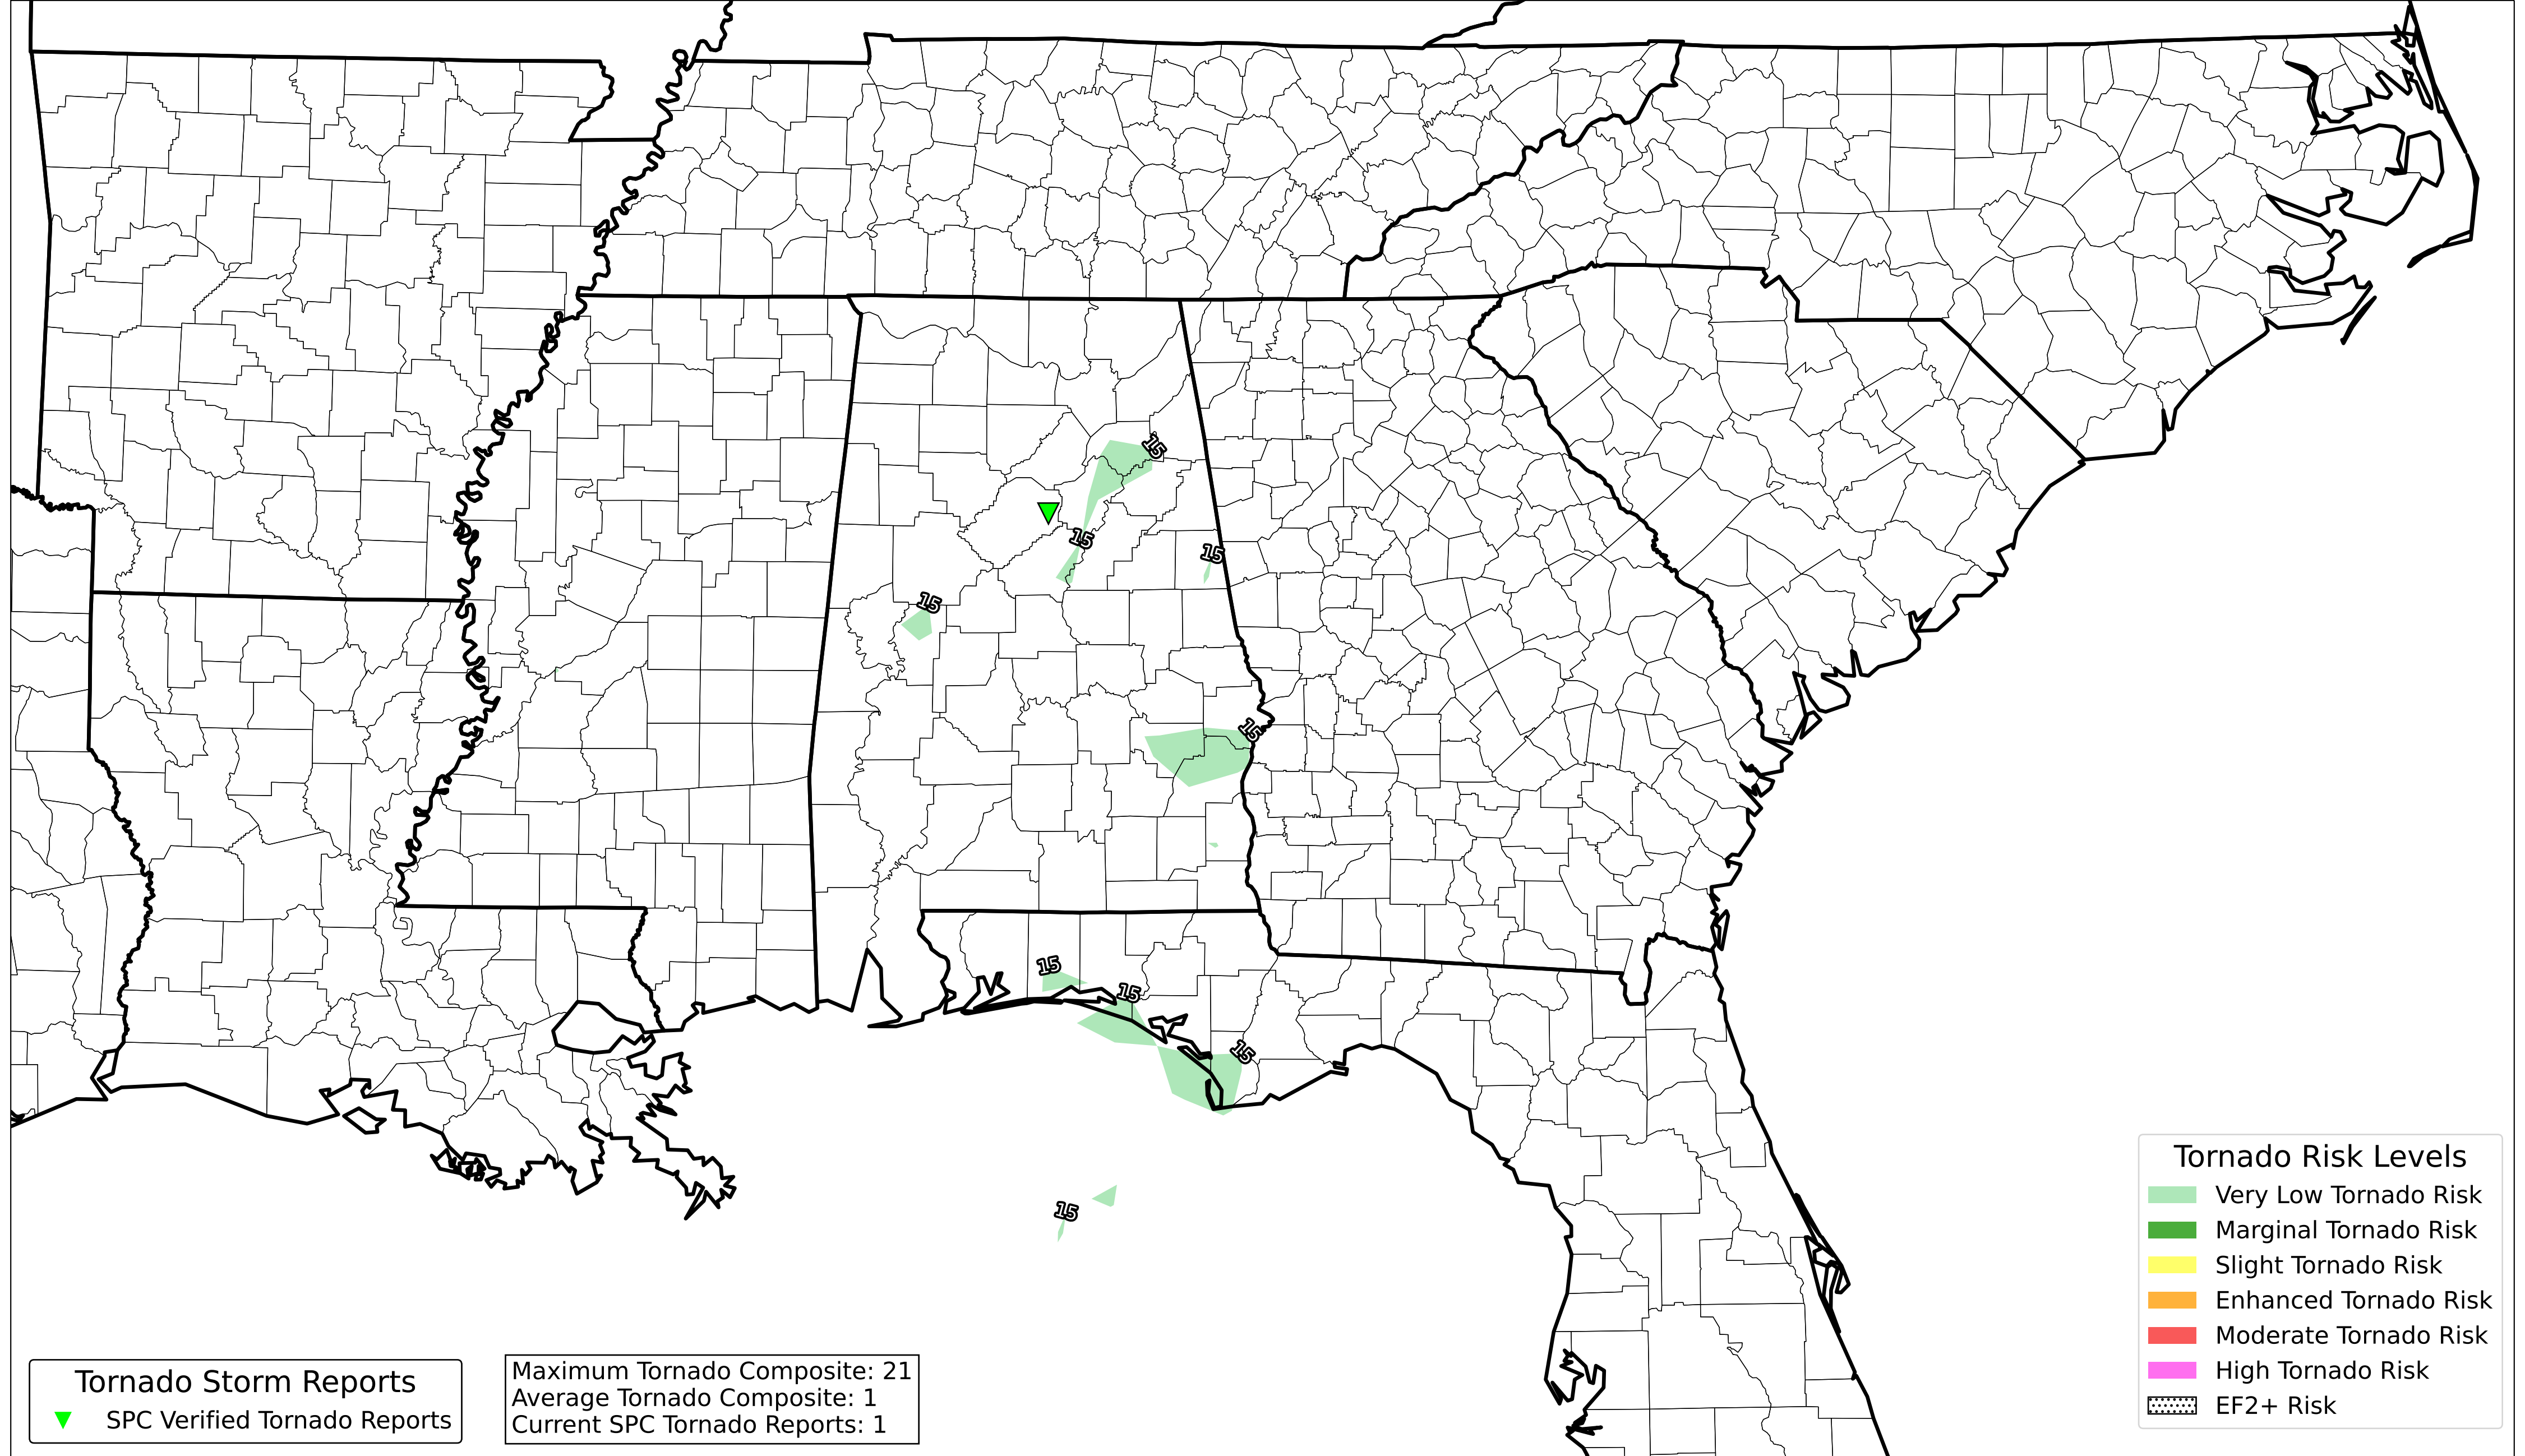 15
15
15
15
15
15
15
15
15
Tornado Risk Levels
Very Low Tornado Risk
Marginal Tornado Risk
Slight Tornado Risk
Enhanced Tornado Risk
Moderate Tornado Risk
High Tornado Risk
EF2+ Risk
Tornado Storm Reports
SPC Verified Tornado Reports
Maximum Tornado Composite: 21
Average Tornado Composite: 1
Current SPC Tornado Reports: 1